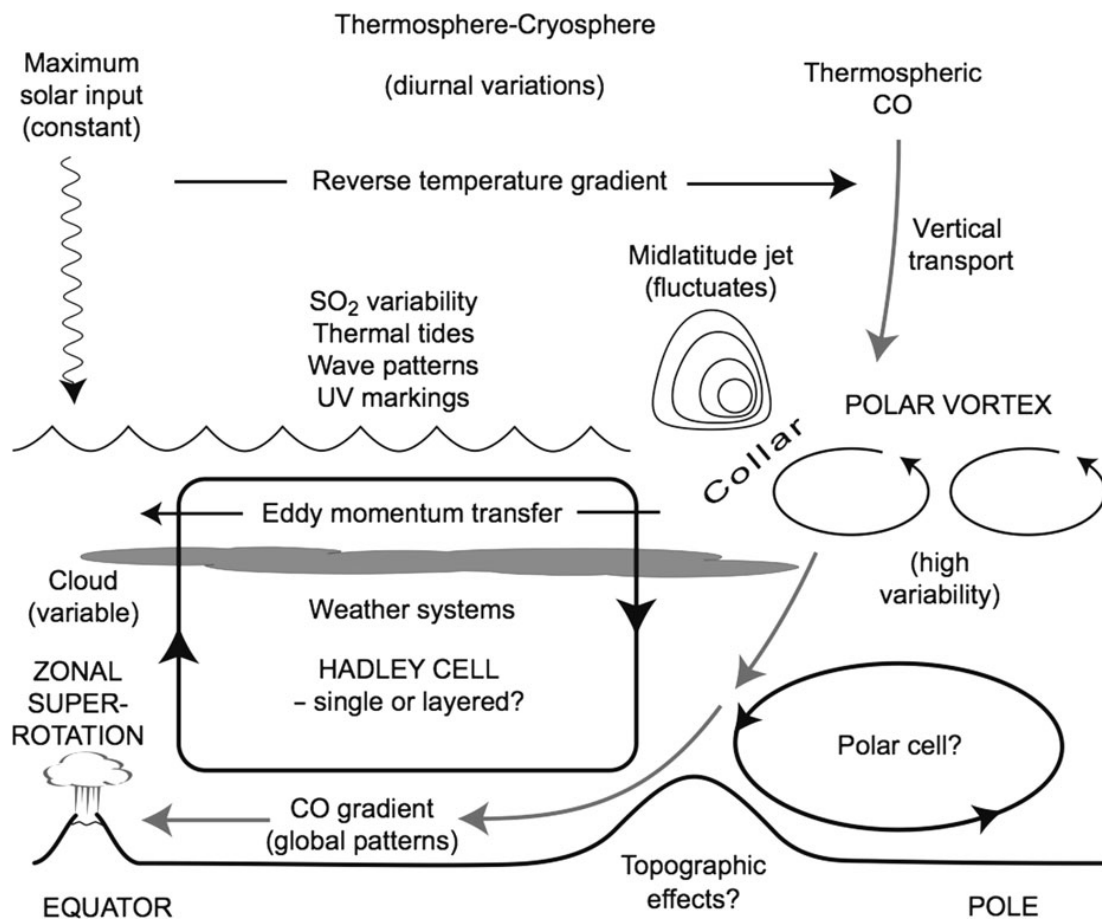 Thermosphere-Cryosphere
(diurnal variations)
Maximum
solar input
(constant)
Thermospheric
CO
Reverse temperature gradient
Vertical
transport
Midlatitude jet
(fluctuates)
SO₂ variability
Thermal tides
Wave patterns
UV markings
POLAR VORTEX
Collar
Eddy momentum transfer
(high
variability)
Cloud
(variable)
Weather systems
ZONAL
SUPER-
ROTATION
HADLEY CELL
– single or layered?
Polar cell?
CO gradient
(global patterns)
Topographic
effects?
EQUATOR
POLE